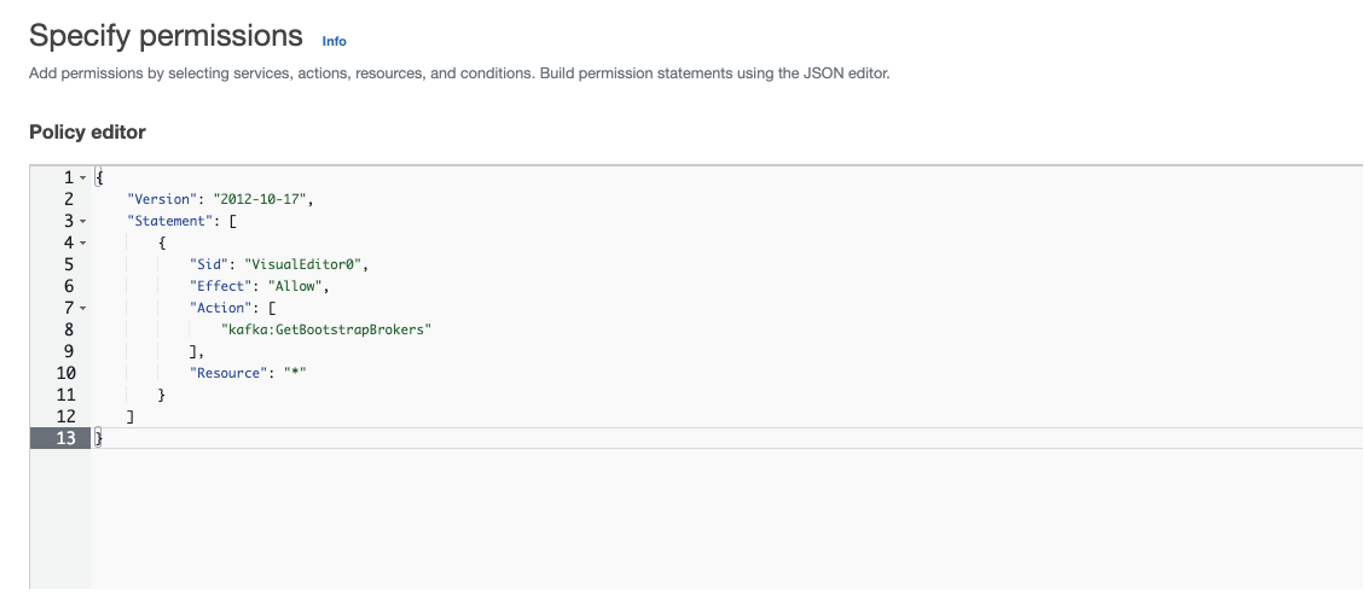 Specify permissions Info
Add permissions by selecting services, actions, resources, and conditions. Build permission statements using the JSON editor.
Policy editor
1 {
2 "Version": "2012-10-17",
3 "Statement": [
4 {
5 "Sid": "VisualEditor0",
6 "Effect": "Allow",
7 "Action": [
8 "kafka:GetBootstrapBrokers"
9 ],
10 "Resource": "*"
11 }
12 ]
13 }